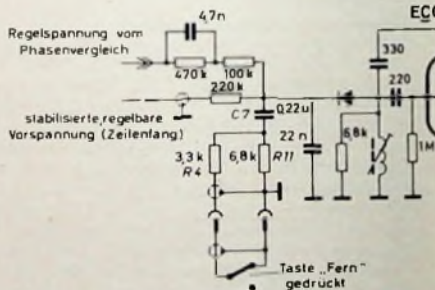 4,7n
ECC
Regelspannung vom
Phasenvergleich
330
470k
100k
220k
220
stabilisierte,regelbare
Vorspannung (Zeilenfang)
C7
0,22u
22n
3,3k
R4
6,8k
R11
6,8k
1M
Taste „Fern"
gedrückt